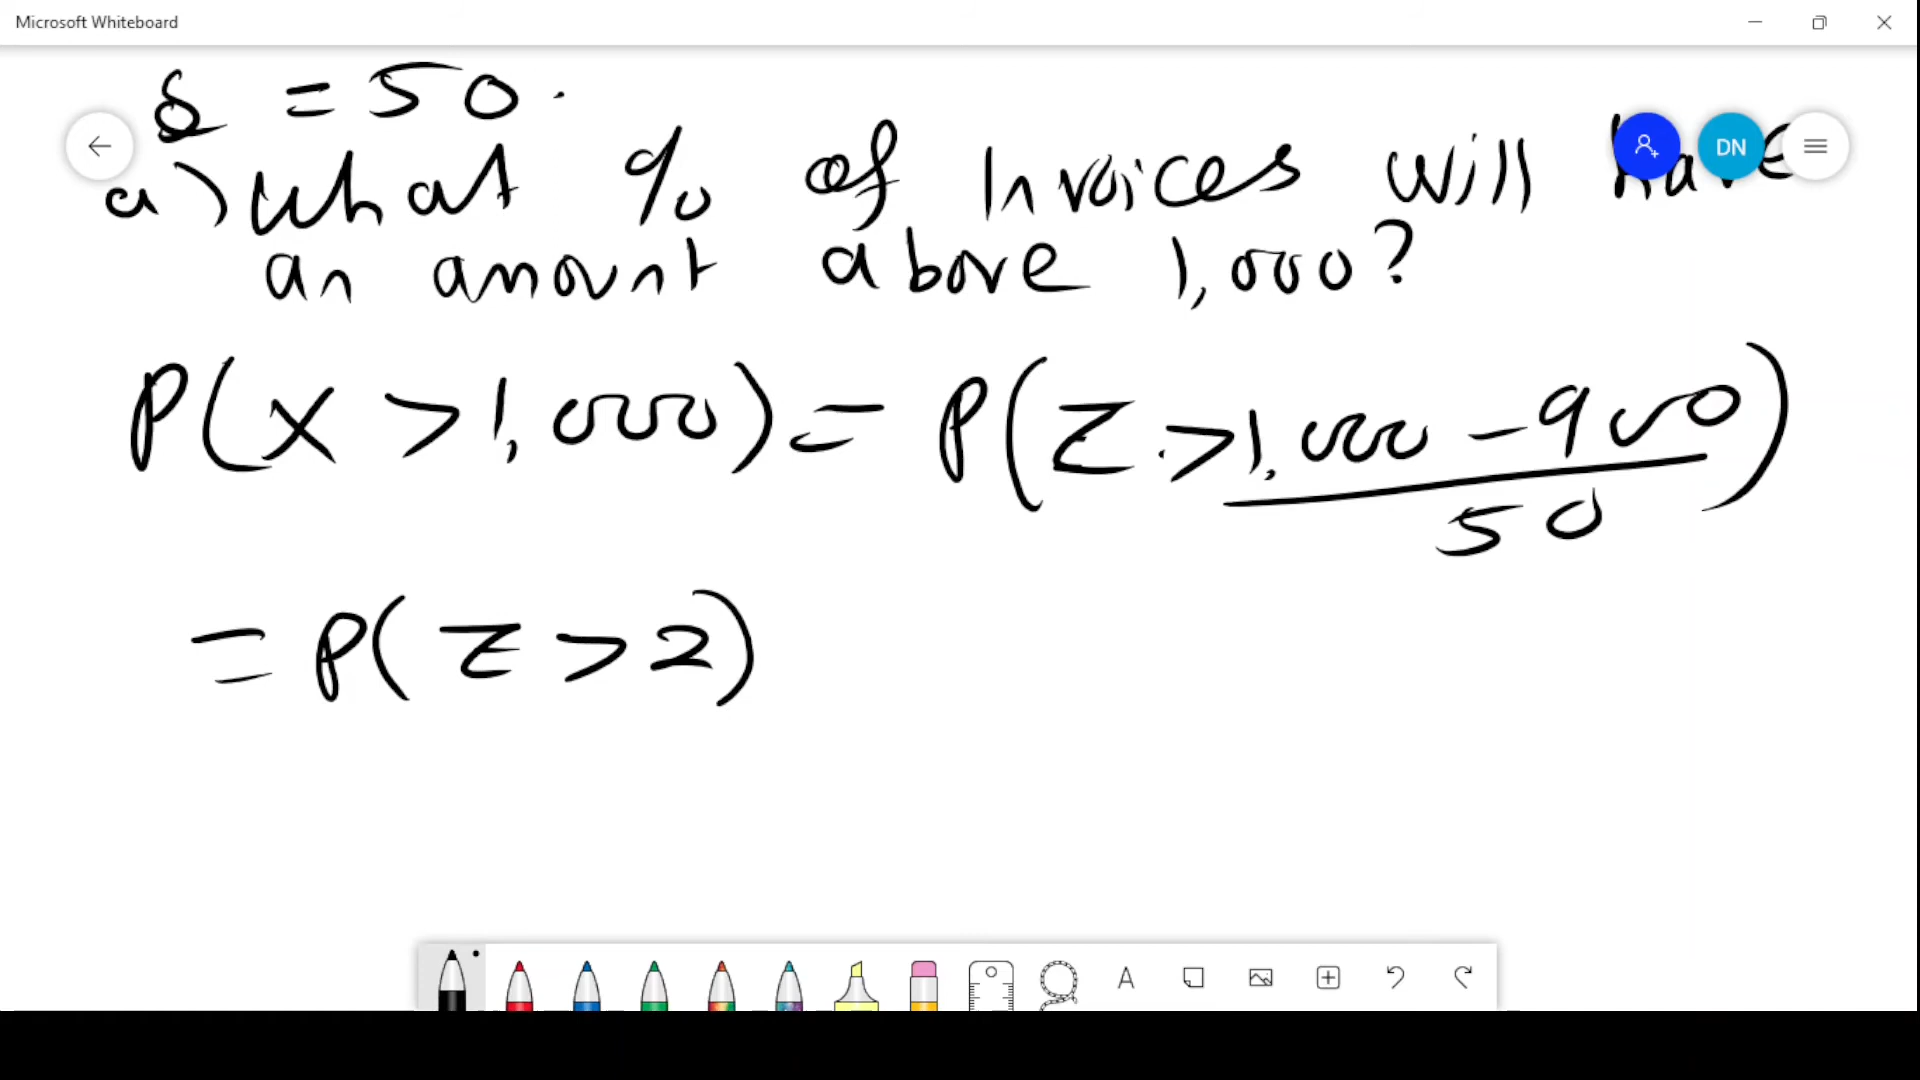 Microsoft Whiteboard
δ = 50.
a) What % of Invoices will have
DN
an amount above 1,000?
P(x > 1,000) = P(Z > 1,000 - 900 / 50)
= P(Z > 2)
A